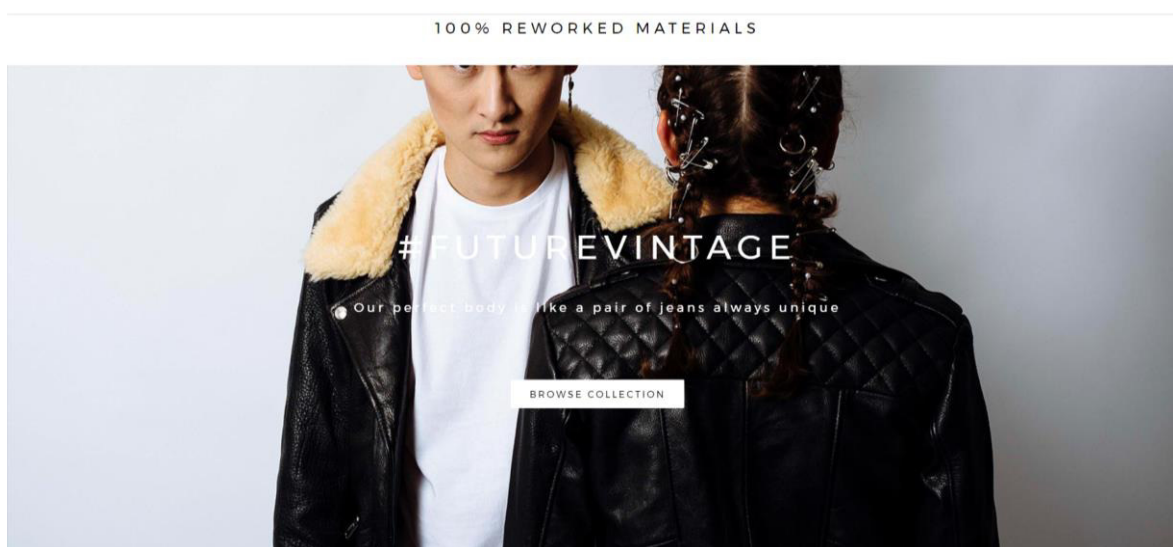 100% REWORKED MATERIALS
#FUTUREVINTAGE
Our perfect body is like a pair of jeans always unique
BROWSE COLLECTION